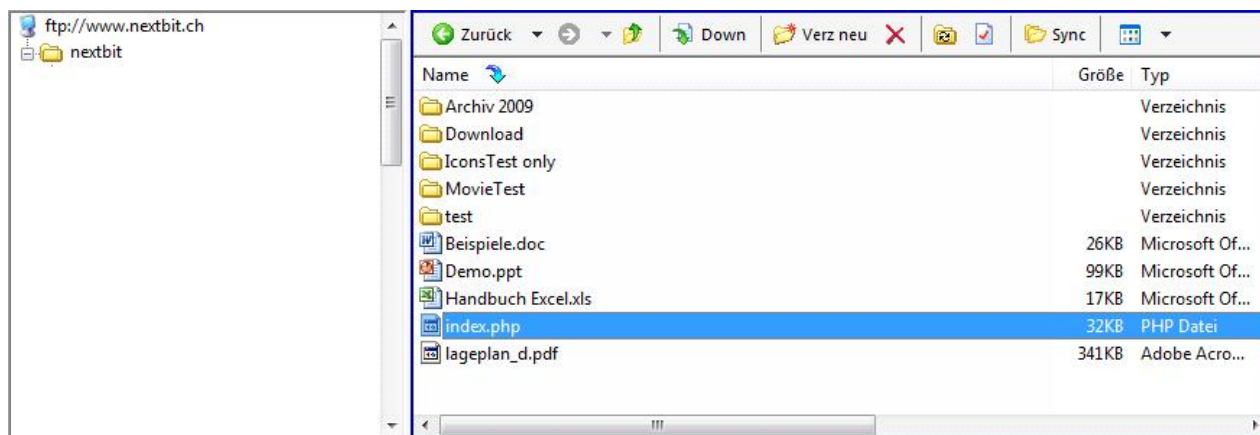 ftp://www.nextbit.ch
nextbit
Zurück Down Verz neu Sync
Name Größe Typ
Archiv 2009 Verzeichnis
Download Verzeichnis
IconsTest only Verzeichnis
MovieTest Verzeichnis
test Verzeichnis
Beispiele.doc 26KB Microsoft Of...
Demo.ppt 99KB Microsoft Of...
Handbuch Excel.xls 17KB Microsoft Of...
index.php 32KB PHP Datei
lageplan_d.pdf 341KB Adobe Acro...